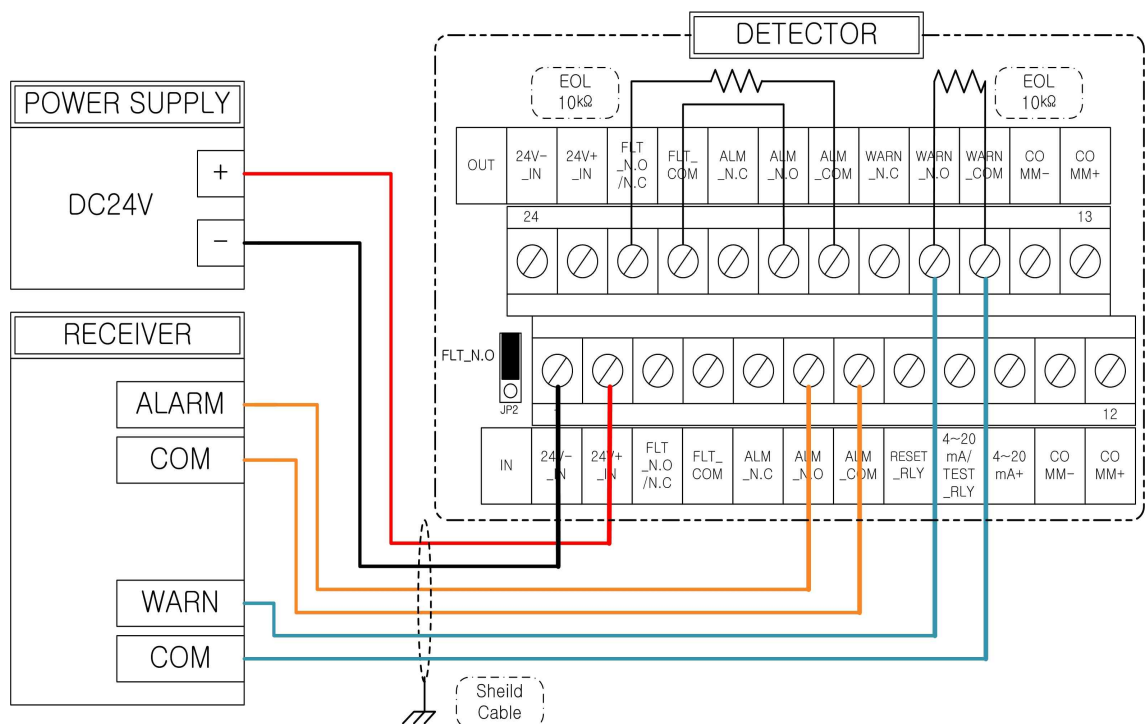 DETECTOR
POWER SUPPLY
DC24V
+
−
EOL
10kΩ
EOL
10kΩ
OUT
24V-
_IN
24V+
_IN
FLT
_N.O
/N.C
FLT_
COM
ALM
_N.C
ALM
_N.O
ALM
_COM
WARN
_N.C
WARN
_N.O
WARN
_COM
CO
MM-
CO
MM+
24
13
RECEIVER
ALARM
COM
WARN
COM
FLT_N.O
JP2
12
IN
24V-
_IN
24V+
_IN
FLT
_N.O
/N.C
FLT_
COM
ALM
_N.C
ALM
_N.O
ALM
_COM
RESET
_RLY
4~20
mA/
TEST
_RLY
4~20
mA+
CO
MM-
CO
MM+
Sheild
Cable